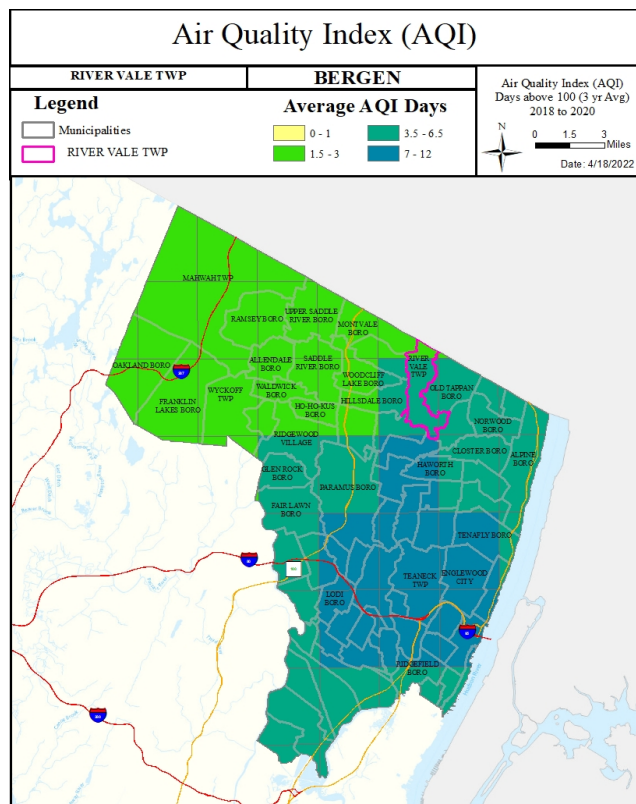 Air Quality Index (AQI)
RIVER VALE TWP
BERGEN
Legend
Municipalities
RIVER VALE TWP
Average AQI Days
0 - 1
1.5 - 3
3.5 - 6.5
7 - 12
Air Quality Index (AQI)
Days above 100 (3 yr Avg)
2018 to 2020
N
0 1.5 3
Miles
Date: 4/18/2022
MAHWAH TWP
RAMSEY BORO
UPPER SADDLE
RIVER BORO
MONTVALE
BORO
OAKLAND BORO
ALLENDALE
BORO
SADDLE
RIVER BORO
RIVER
VALE
TWP
WOODCLIFF
LAKE BORO
OLD TAPPAN
BORO
FRANKLIN
LAKES BORO
WYCKOFF
TWP
WALDWICK
BORO
HO-HO-KUS
BORO
HILLSDALE BORO
NORWOOD
BORO
RIDGEWOOD
VILLAGE
CLOSTER BORO
ALPINE
BORO
GLEN ROCK
BORO
HAWORTH
BORO
PARAMUS BORO
FAIR LAWN
BORO
TENAFLY BORO
LODI
BORO
TEANECK
TWP
ENGLEWOOD
CITY
RIDGEFIELD
BORO